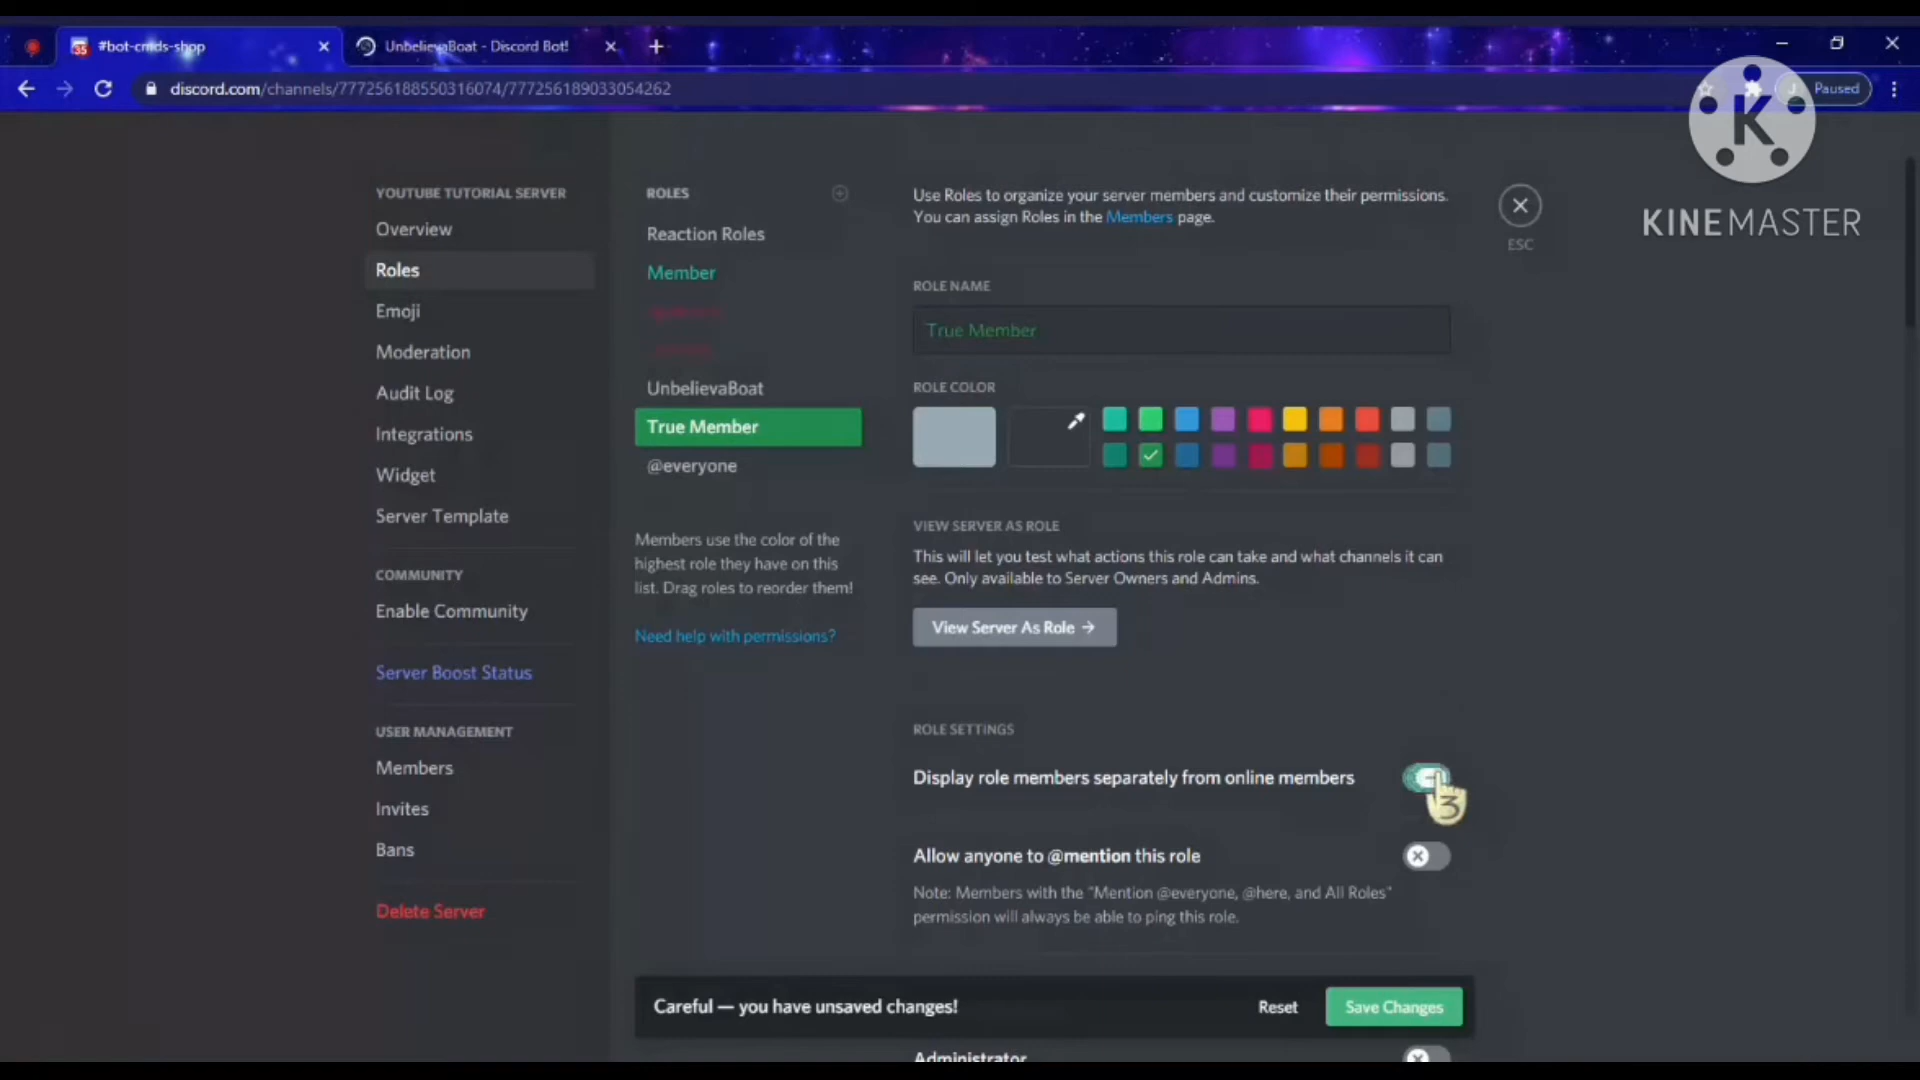 #bot-cmds-shop
UnbelievaBoat - Discord Bot!
discord.com/channels/777256188550316074/777256189033054262
Paused
K
KINEMASTER
YOUTUBE TUTORIAL SERVER
Overview
Roles
Emoji
Moderation
Audit Log
Integrations
Widget
Server Template
COMMUNITY
Enable Community
Server Boost Status
USER MANAGEMENT
Members
Invites
Bans
Delete Server
ROLES
Reaction Roles
Member
UnbelievaBoat
True Member
@everyone
Members use the color of the
highest role they have on this
list. Drag roles to reorder them!
Need help with permissions?
Use Roles to organize your server members and customize their permissions.
You can assign Roles in the Members page.
ESC
ROLE NAME
True Member
ROLE COLOR
VIEW SERVER AS ROLE
This will let you test what actions this role can take and what channels it can
see. Only available to Server Owners and Admins.
View Server As Role →
ROLE SETTINGS
Display role members separately from online members
3
Allow anyone to @mention this role
Note: Members with the "Mention @everyone, @here, and All Roles"
permission will always be able to ping this role.
Careful — you have unsaved changes!
Reset
Save Changes
Administrator